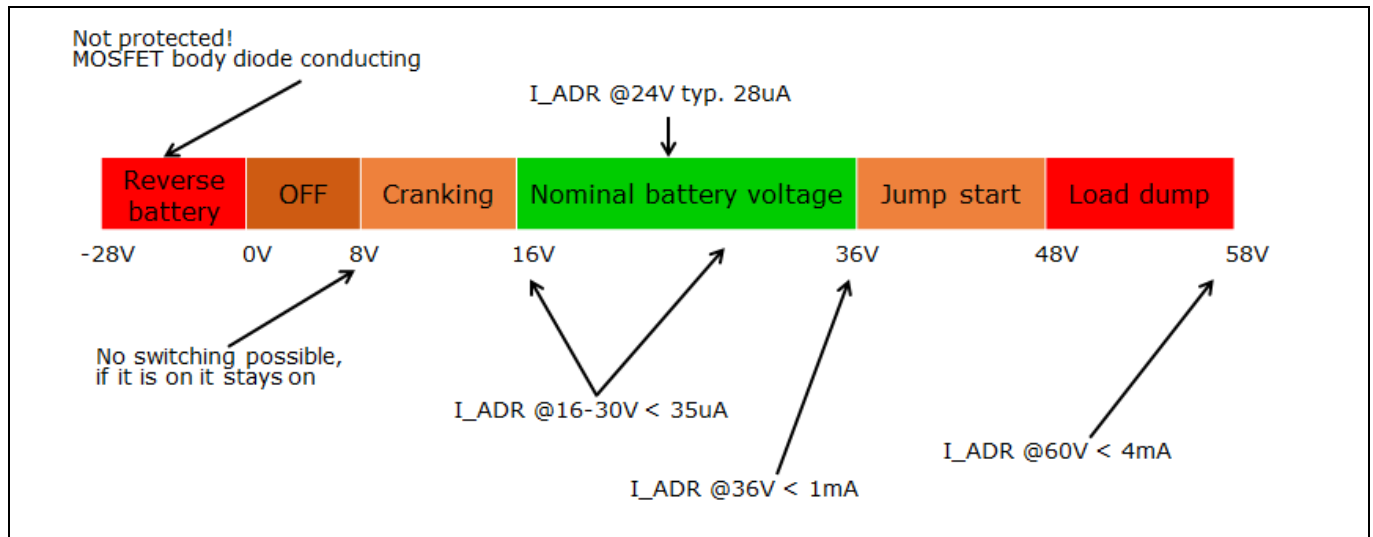 Not protected!
MOSFET body diode conducting
I_ADR @24V typ. 28uA
Reverse
battery
OFF
Cranking
Nominal battery voltage
Jump start
Load dump
-28V
0V
8V
16V
36V
48V
58V
No switching possible,
if it is on it stays on
I_ADR @16-30V < 35uA
I_ADR @60V < 4mA
I_ADR @36V < 1mA